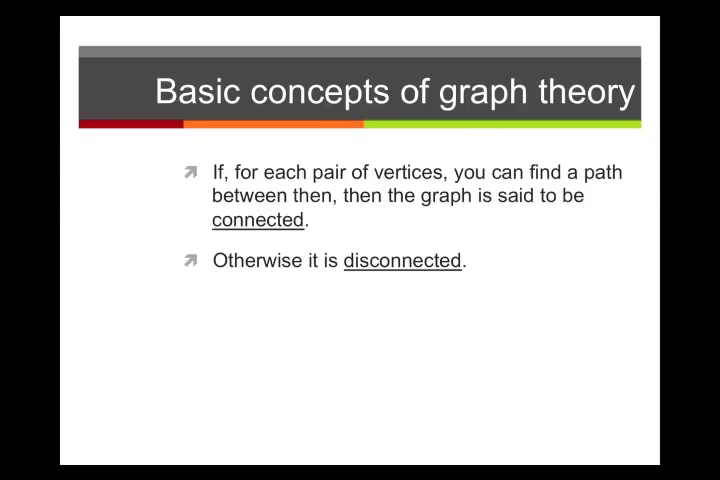 Basic concepts of graph theory
If, for each pair of vertices, you can find a path
between then, then the graph is said to be
connected.
Otherwise it is disconnected.